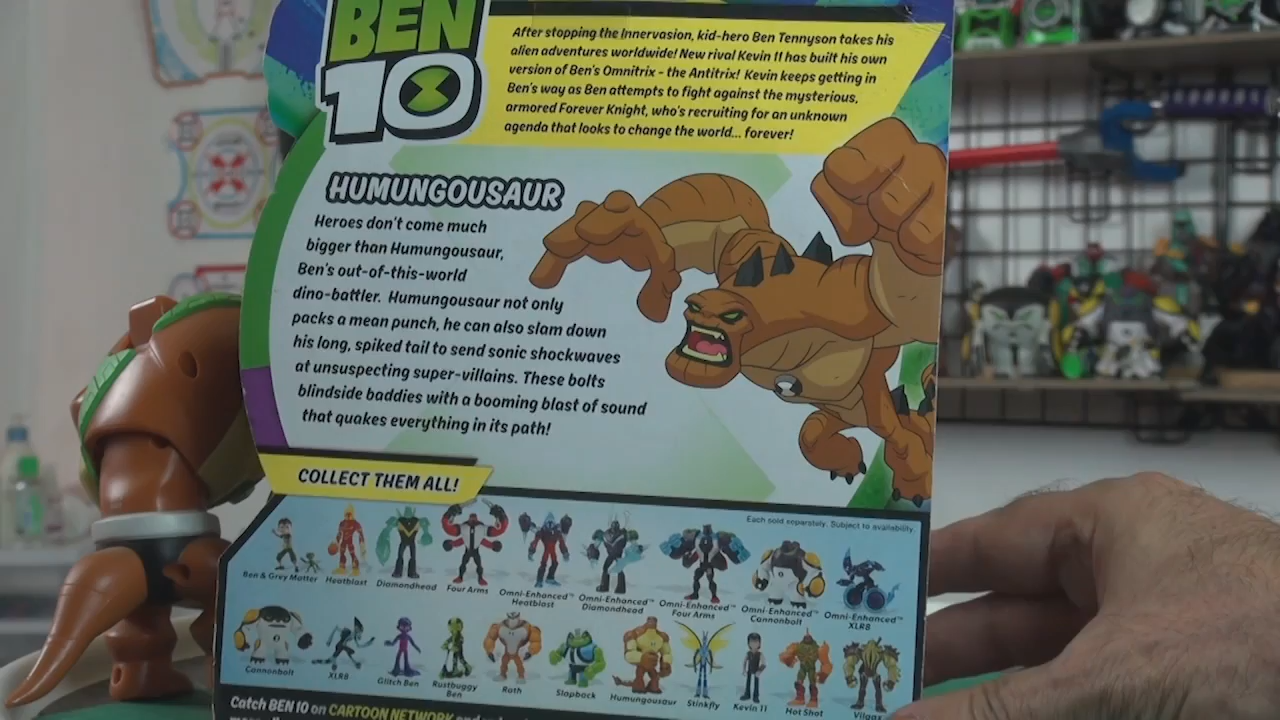 BEN
10
After stopping the Innervasion, kid-hero Ben Tennyson takes his
alien adventures worldwide! New rival Kevin 11 has built his own
version of Ben's Omnitrix - the Antitrix! Kevin keeps getting in
Ben's way as Ben attempts to fight against the mysterious,
armored Forever Knight, who's recruiting for an unknown
agenda that looks to change the world... forever!
HUMUNGOUSAUR
Heroes don't come much
bigger than Humungousaur,
Ben's out-of-this-world
dino-battler. Humungousaur not only
packs a mean punch, he can also slam down
his long, spiked tail to send sonic shockwaves
at unsuspecting super-villains. These bolts
blindside baddies with a booming blast of sound
that quakes everything in its path!
COLLECT THEM ALL!
Each sold separately. Subject to availability.
Ben & Grey Matter
Heatblast
Diamondhead
Four Arms
Omni-Enhanced™
Heatblast
Omni-Enhanced™
Diamondhead
Omni-Enhanced™
Four Arms
Omni-Enhanced™
Cannonbolt
Omni-Enhanced™
XLR8
Cannonbolt
XLR8
Glitch Ben
Rustbuggy
Ben
Rath
Slapback
Humungousaur
Stinkfly
Kevin 11
Hot Shot
Vilgax
Catch BEN 10 on CARTOON NETWORK and